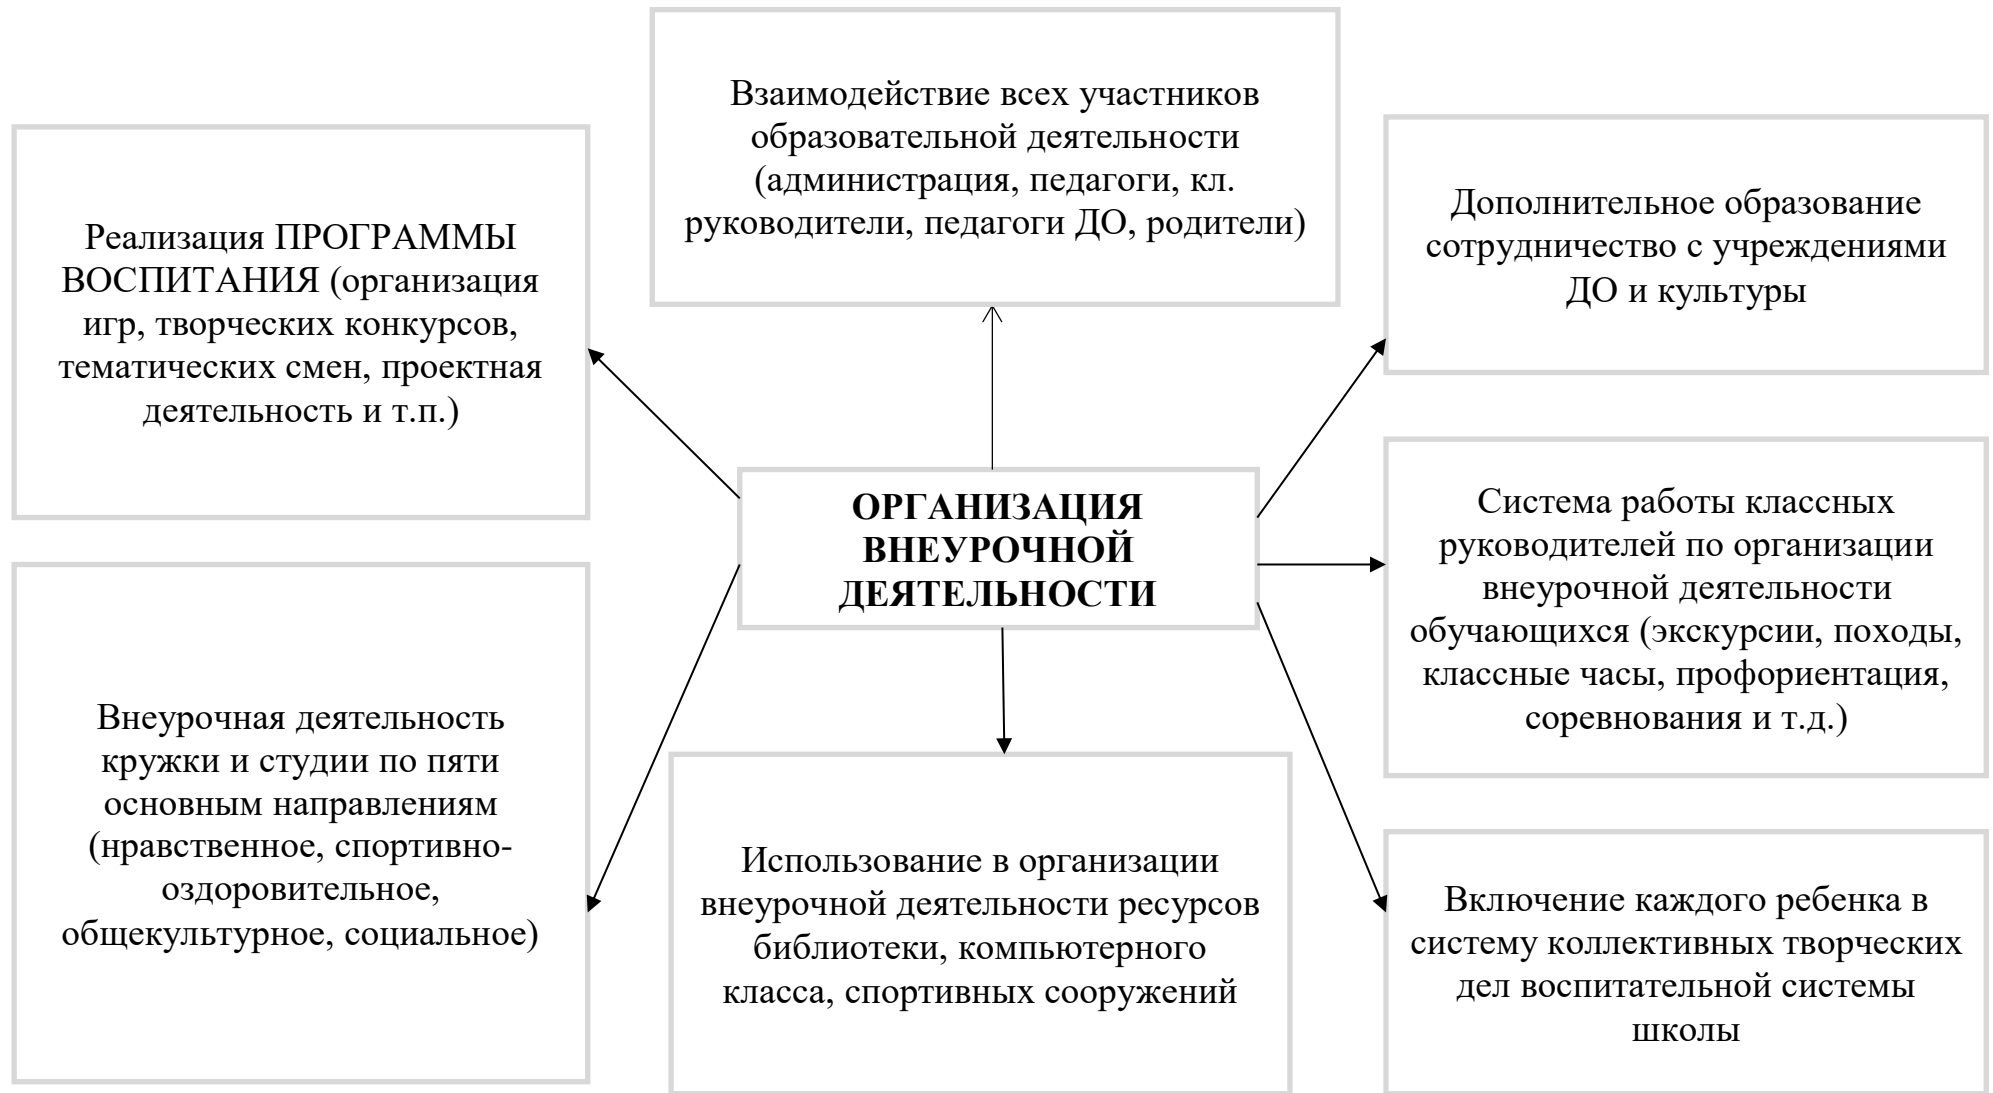 Взаимодействие всех участников
образовательной деятельности
(администрация, педагоги, кл.
руководители, педагоги ДО, родители)
Реализация ПРОГРАММЫ
ВОСПИТАНИЯ (организация
игр, творческих конкурсов,
тематических смен, проектная
деятельность и т.п.)
Дополнительное образование
сотрудничество с учреждениями
ДО и культуры
ОРГАНИЗАЦИЯ
ВНЕУРОЧНОЙ
ДЕЯТЕЛЬНОСТИ
Система работы классных
руководителей по организации
внеурочной деятельности
обучающихся (экскурсии, походы,
классные часы, профориентация,
соревнования и т.д.)
Внеурочная деятельность
кружки и студии по пяти
основным направлениям
(нравственное, спортивно-
оздоровительное,
общекультурное, социальное)
Использование в организации
внеурочной деятельности ресурсов
библиотеки, компьютерного
класса, спортивных сооружений
Включение каждого ребенка в
систему коллективных творческих
дел воспитательной системы
школы